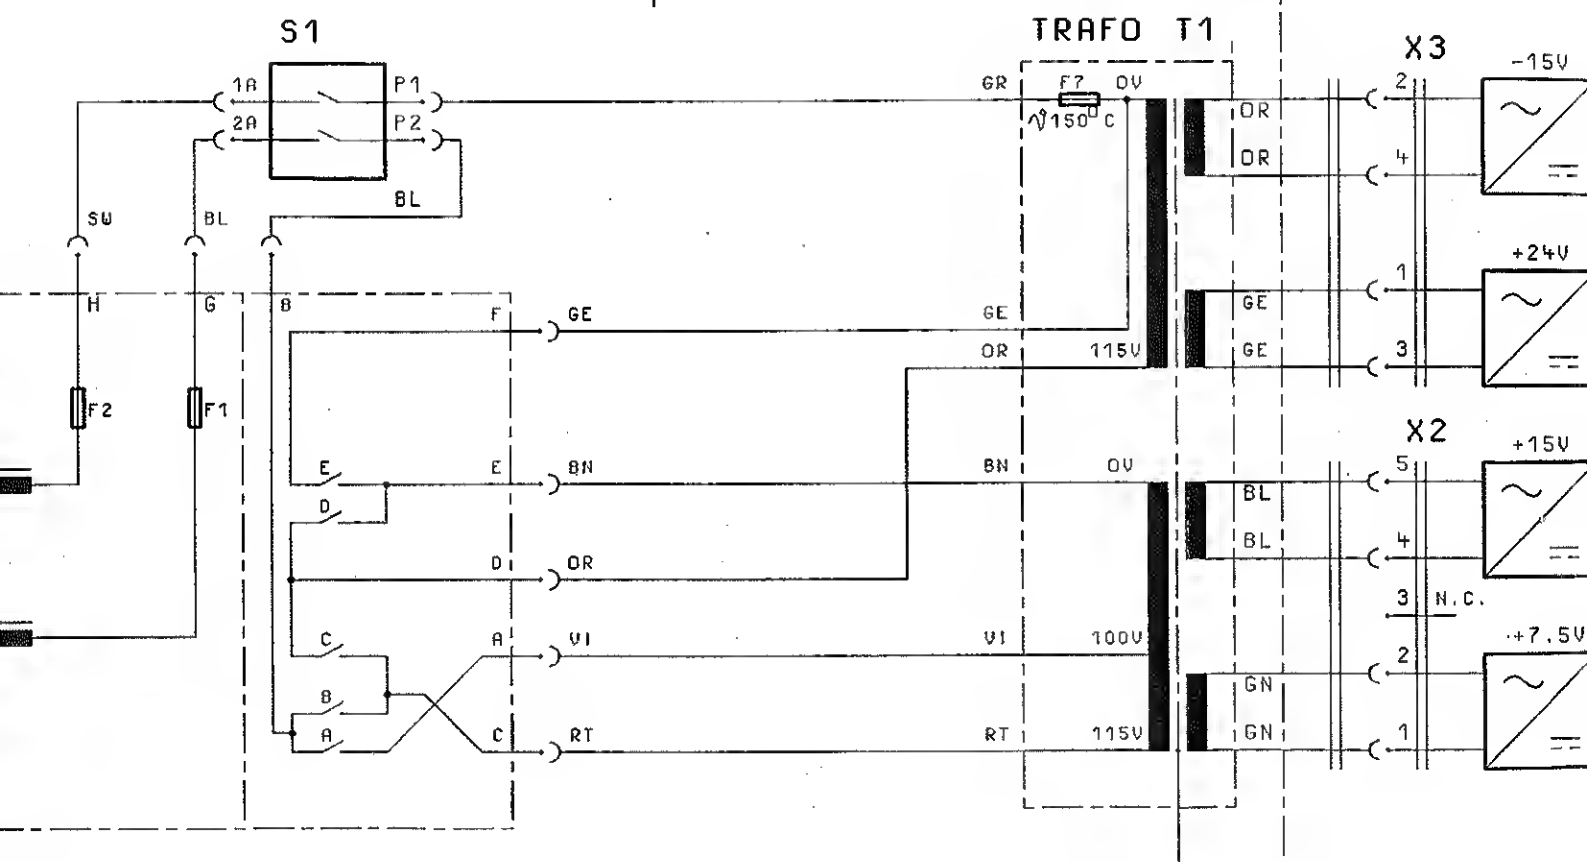 S1
TRAFO T1
X3
-15V
1A
P1
GR
F7
0V
2
OR
2A
P2
150°C
OR
4
BL
SW
BL
+24V
1
H
G
B
F
GE
GE
GE
OR
115V
GE
3
F2
F1
X2
+15V
E
E
BN
BN
0V
5
BL
D
BL
4
D
OR
3 N.C.
C
A
VI
VI
100V
+7.5V
2
B
GN
A
C
RT
RT
115V
GN
1